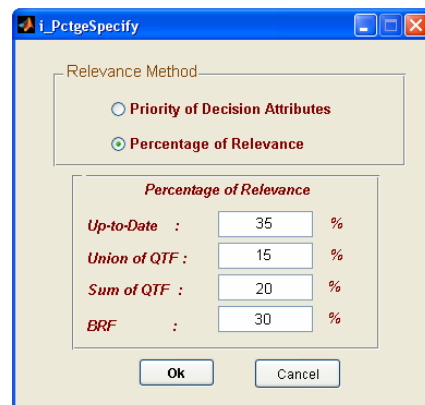 i_PctgeSpecify
Relevance Method
Priority of Decision Attributes
Percentage of Relevance
Percentage of Relevance
Up-to-Date : 35 %
Union of QTF : 15 %
Sum of QTF : 20 %
BRF : 30 %
Ok Cancel